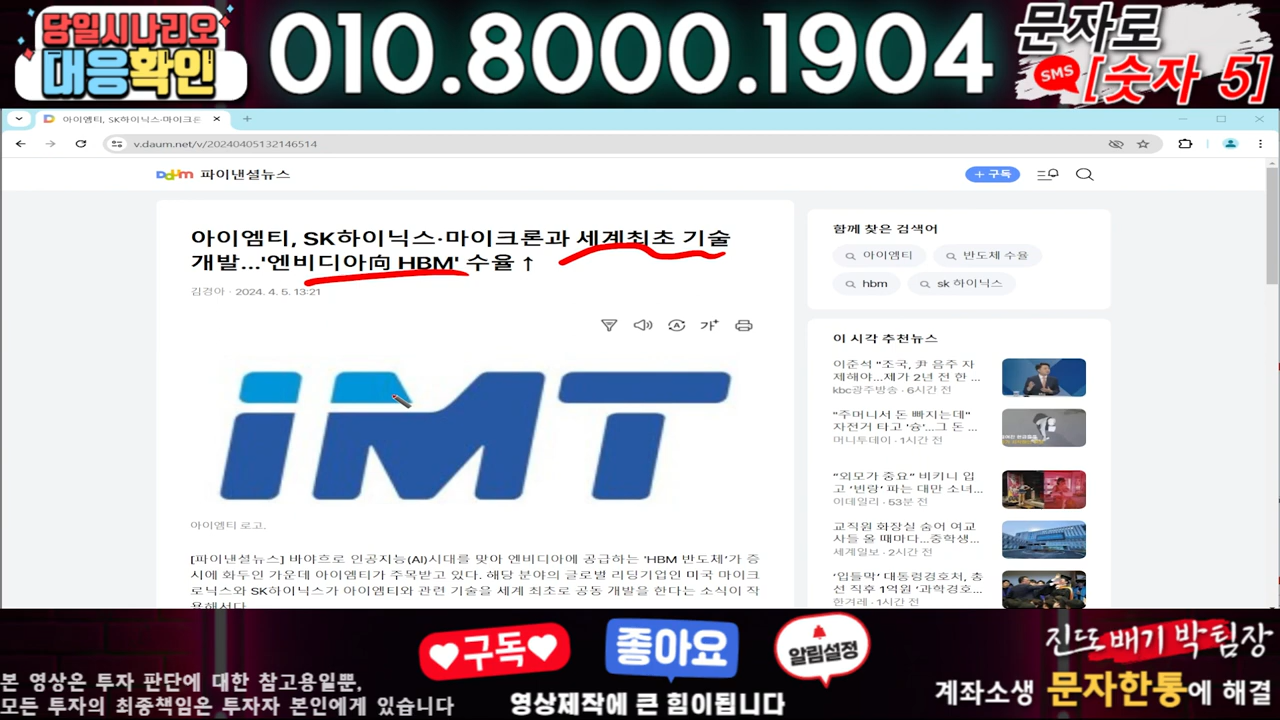 당일시나리오
대응확인
010.8000.1904
문자로
SMS
[숫자 5]
아이엠티, SK하이닉스·마이크론
v.daum.net/v/20240405132146514
Daum 파이낸셜뉴스
+ 구독
아이엠티, SK하이닉스·마이크론과 세계최초 기술
개발…'엔비디아向 HBM' 수율 ↑
김경아 · 2024. 4. 5. 13:21
가⁺
iMT
아이엠티 로고.
[파이낸셜뉴스] 바야흐로 인공지능(AI)시대를 맞아 엔비디아에 공급하는 'HBM 반도체'가 증
시에 화두인 가운데 아이엠티가 주목받고 있다. 해당 분야의 글로벌 리딩기업인 미국 마이크
로닉스와 SK하이닉스가 아이엠티와 관련 기술을 세계 최초로 공동 개발을 한다는 소식이 작
용해서다.
함께 찾은 검색어
아이엠티
반도체 수율
hbm
sk 하이닉스
이 시각 추천뉴스
이준석 "조국, 尹 음주 자
제해야…제가 2년 전 한 ...
kbc광주방송 · 6시간 전
"주머니서 돈 빠지는데"
자전거 타고 '슝'…그 돈 ...
머니투데이 · 1시간 전
"외모가 중요" 비키니 입
고 '빈랑' 파는 대만 소녀...
이데일리 · 53분 전
교직원 화장실 숨어 여교
사들 올 때마다…중학생...
세계일보 · 2시간 전
'입틀막' 대통령경호처, 총
선 직후 1억원 '과학경호...
한겨레 · 1시간 전
본 영상은 투자 판단에 대한 참고용일뿐,
모든 투자의 최종책임은 투자자 본인에게 있습니다
구독
좋아요
알림설정
영상제작에 큰 힘이됩니다
진또배기 박팀장
계좌소생 문자한통에 해결